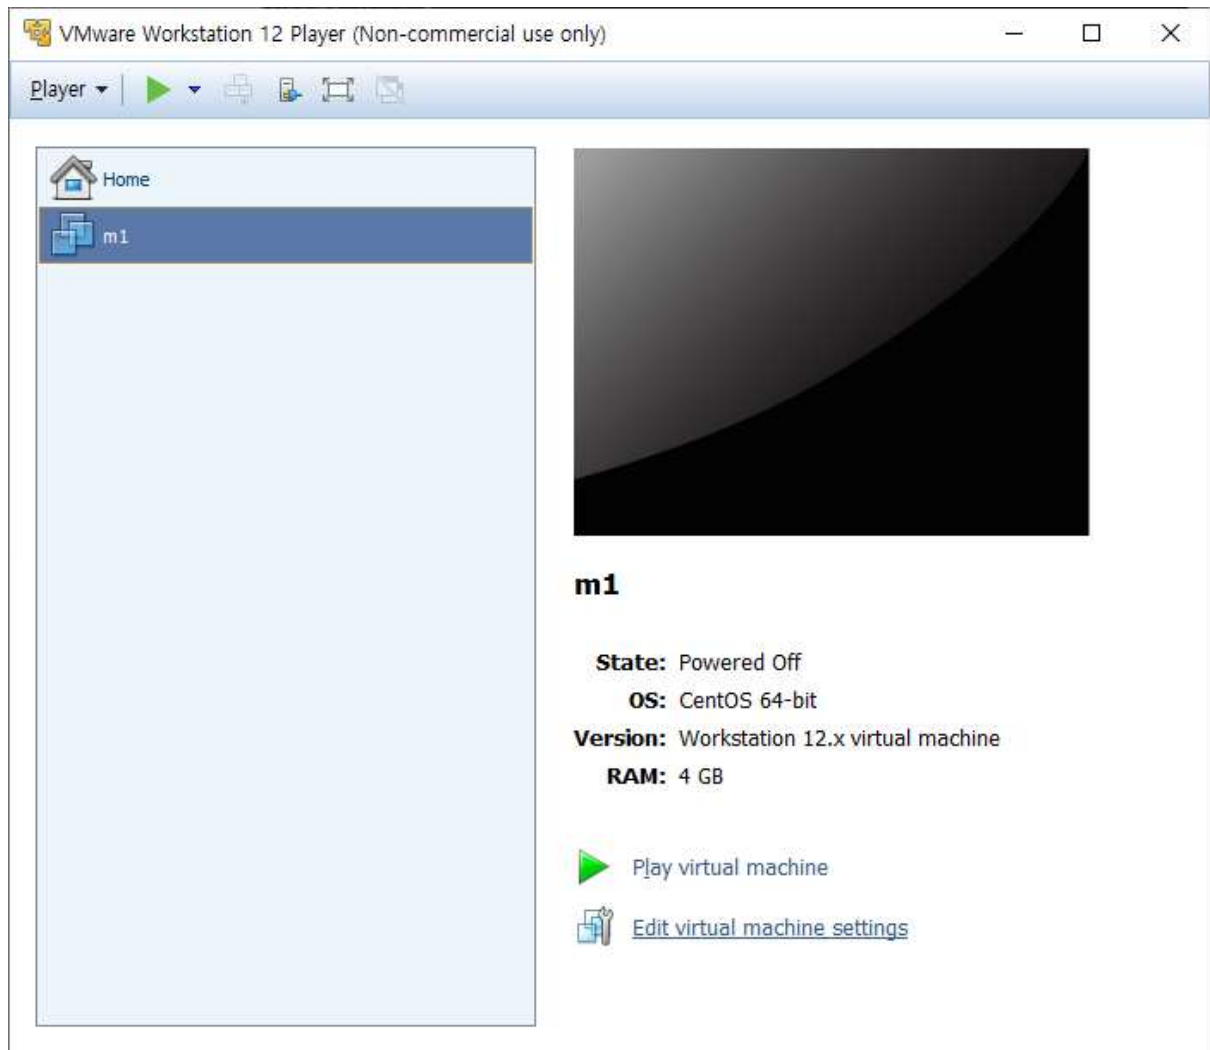 VMware Workstation 12 Player (Non-commercial use only)
Player
Home
m1
m1
State: Powered Off
OS: CentOS 64-bit
Version: Workstation 12.x virtual machine
RAM: 4 GB
Play virtual machine
Edit virtual machine settings